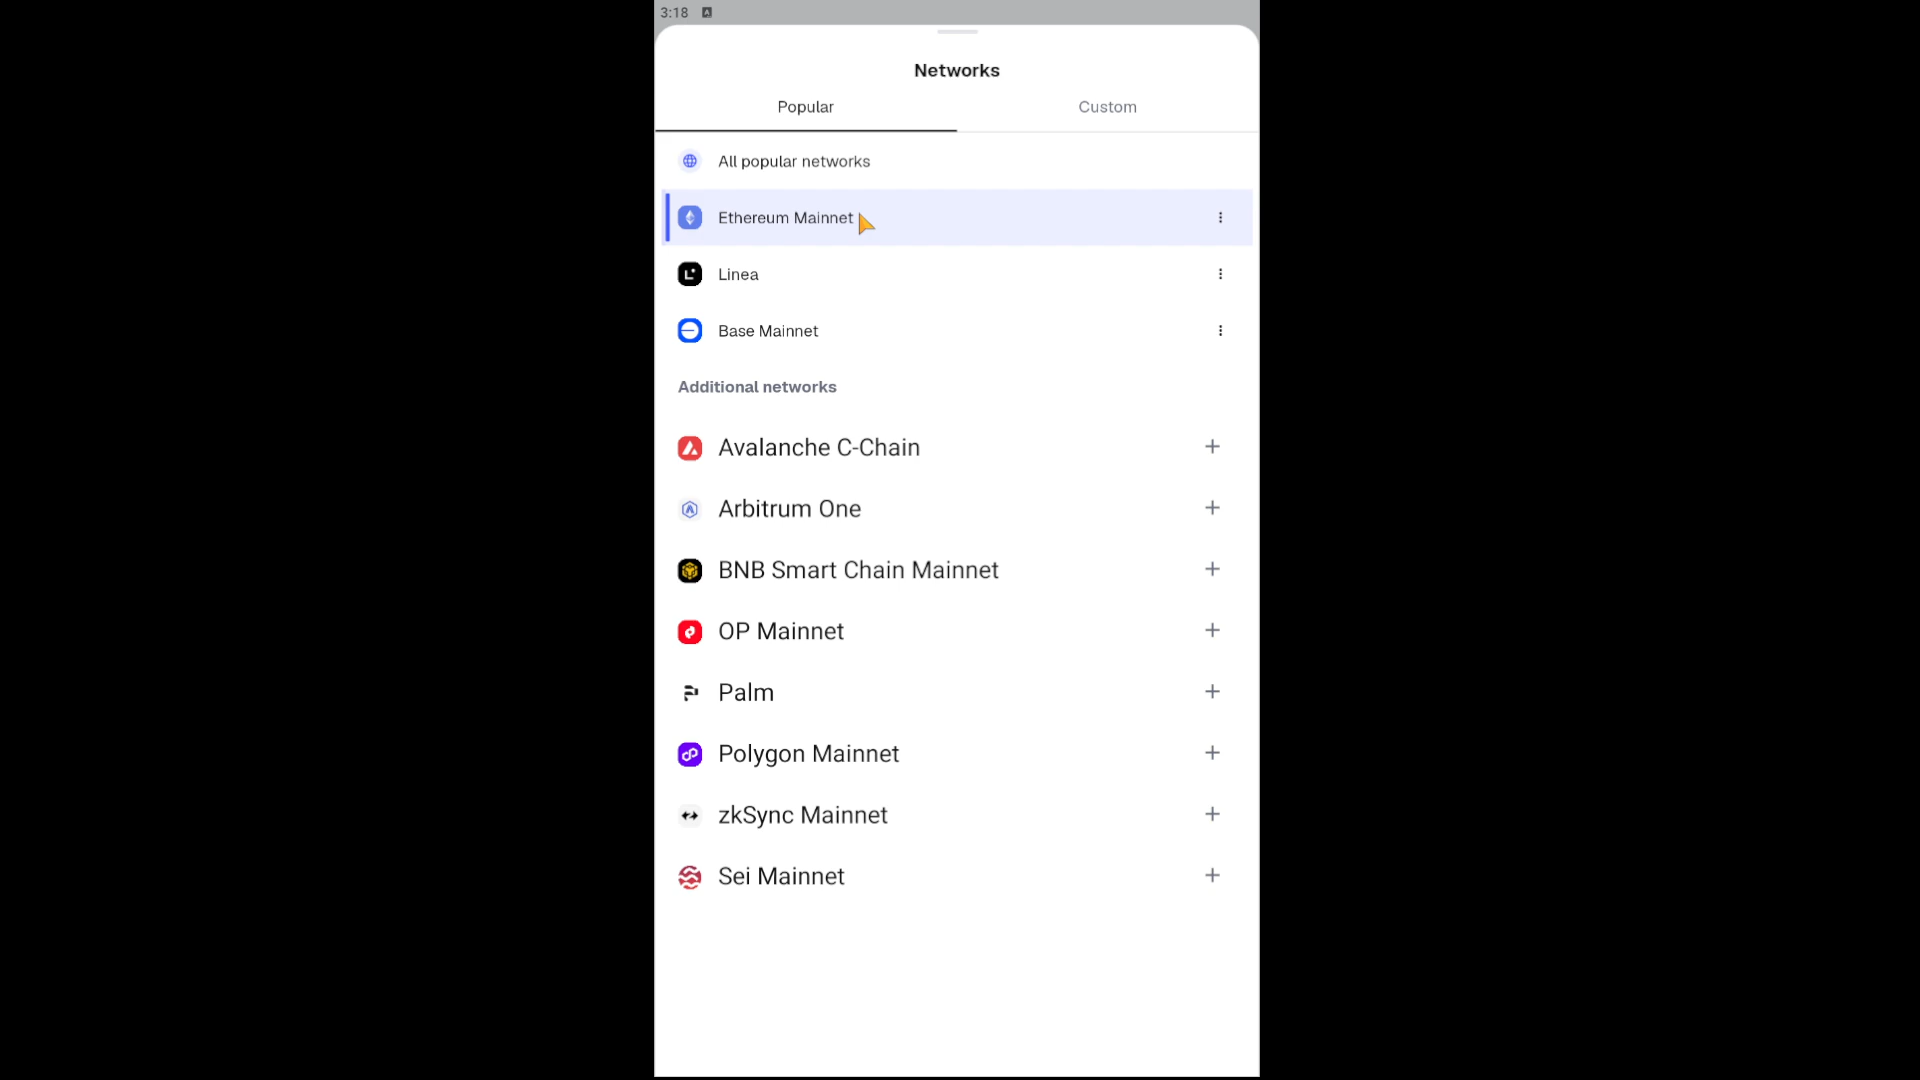 3:18
Networks
Popular
Custom
All popular networks
Ethereum Mainnet
Linea
Base Mainnet
Additional networks
Avalanche C-Chain
Arbitrum One
BNB Smart Chain Mainnet
OP Mainnet
Palm
Polygon Mainnet
zkSync Mainnet
Sei Mainnet